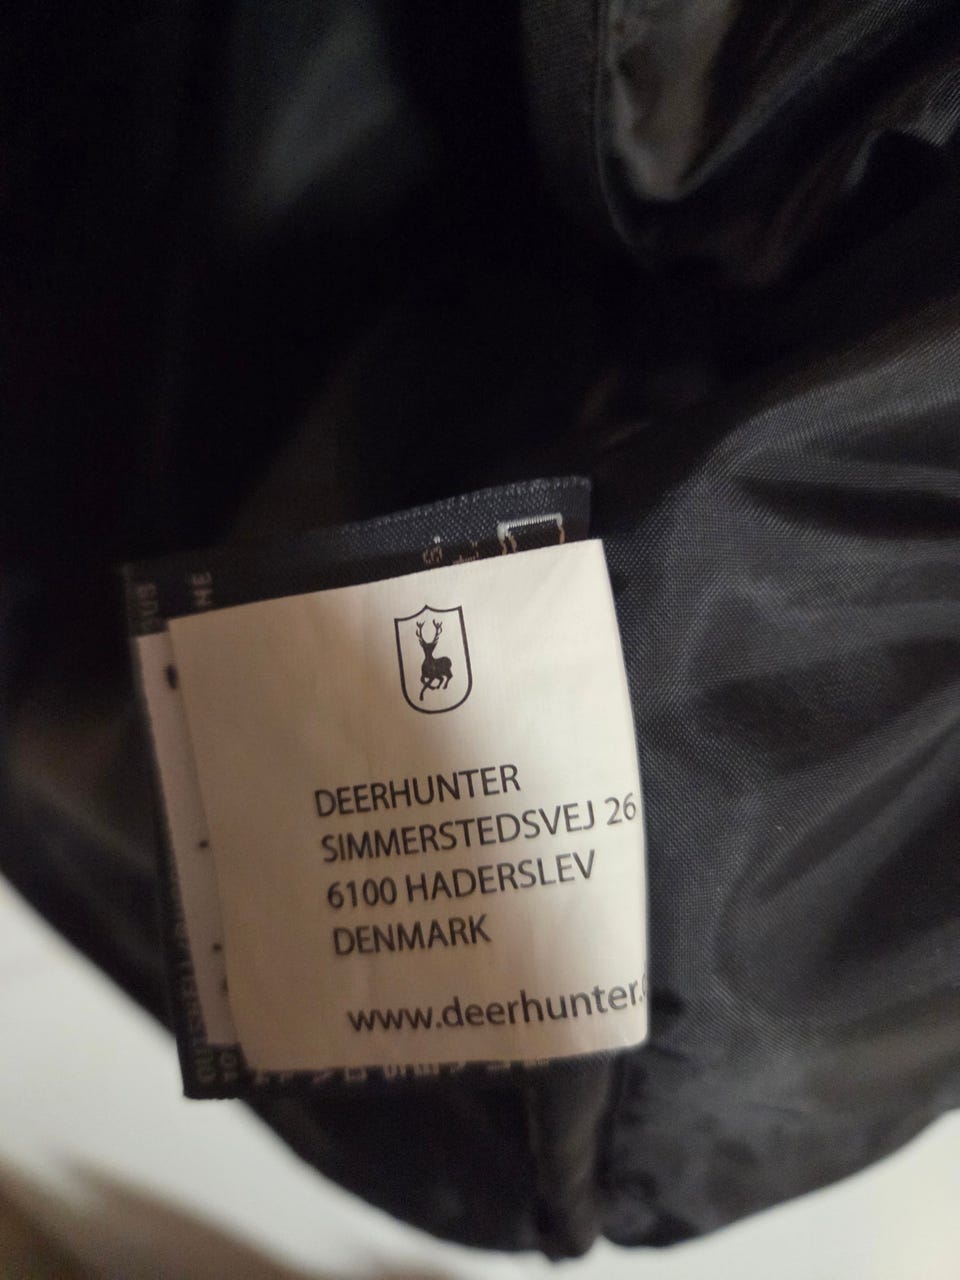 DEERHUNTER
SIMMERSTEDSVEJ 26
6100 HADERSLEV
DENMARK
www.deerhunter.